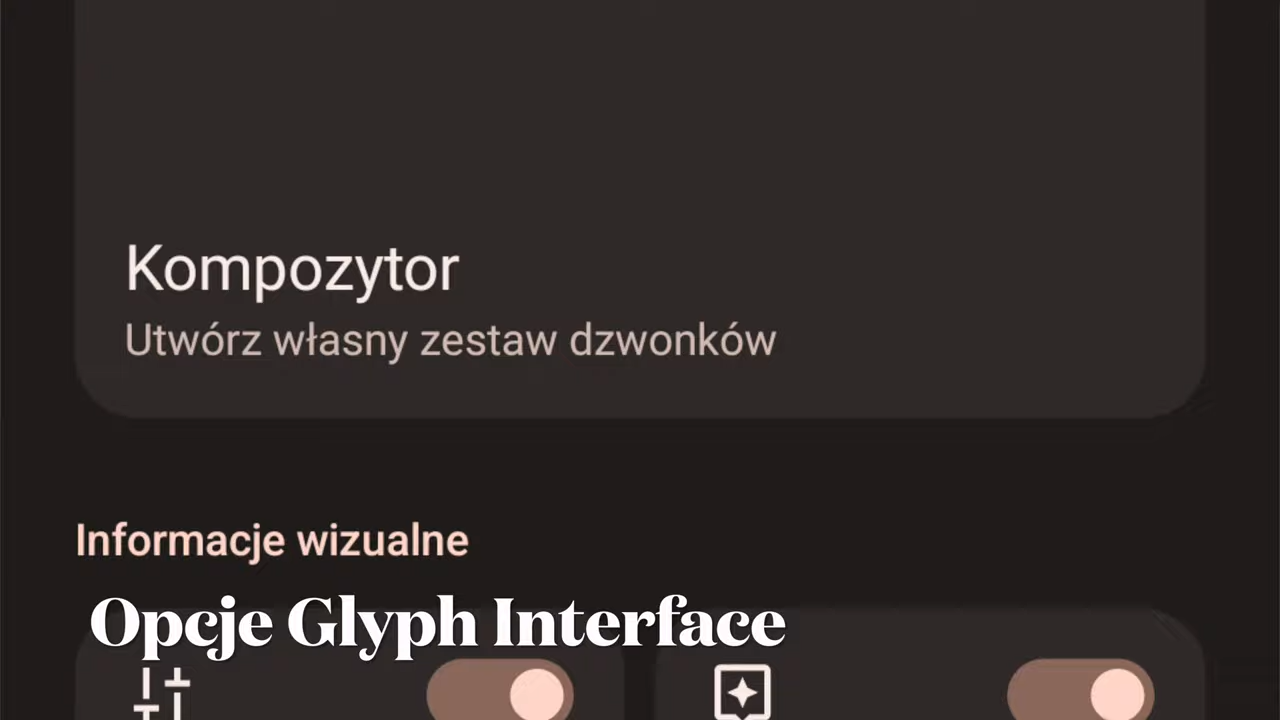 Kompozytor
Utwórz własny zestaw dzwonków
Informacje wizualne
Opcje Glyph Interface